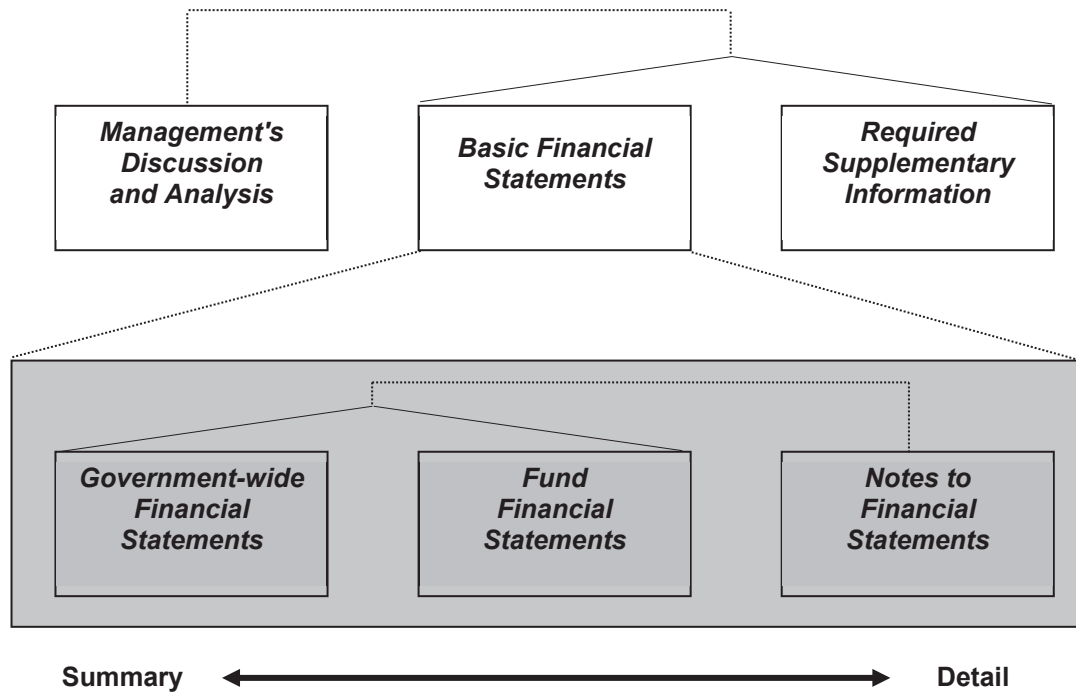 Management's
Discussion
and Analysis
Basic Financial
Statements
Required
Supplementary
Information
Government-wide
Financial
Statements
Fund
Financial
Statements
Notes to
Financial
Statements
Summary
Detail